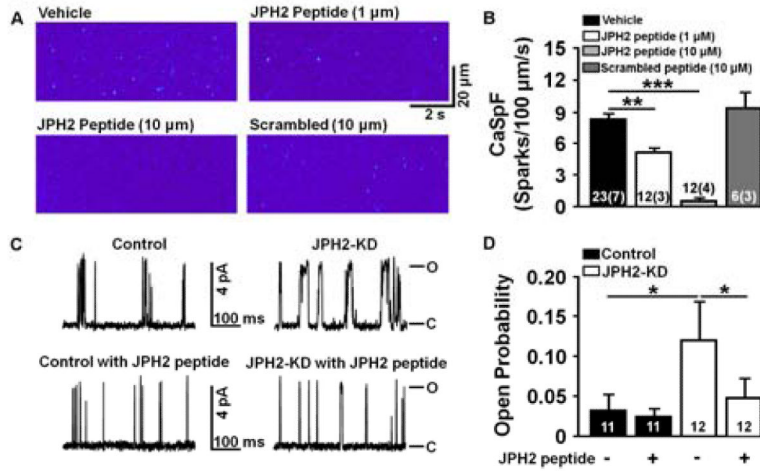 A
Vehicle
JPH2 Peptide (1 µm)
20 µm
2 s
JPH2 Peptide (10 µm)
Scrambled (10 µm)
B
Vehicle
JPH2 peptide (1 µM)
JPH2 peptide (10 µM)
Scrambled peptide (10 µM)
CaSpF
(Sparks/100 µm/s)
15
12
9
6
3
0
***
**
23(7)
12(3)
12(4)
6(3)
C
Control
JPH2-KD
4 pA
100 ms
O
C
Control with JPH2 peptide
JPH2-KD with JPH2 peptide
4 pA
100 ms
O
C
D
Control
JPH2-KD
Open Probability
0.20
0.15
0.10
0.05
0
*
*
11
11
12
12
JPH2 peptide - + - +